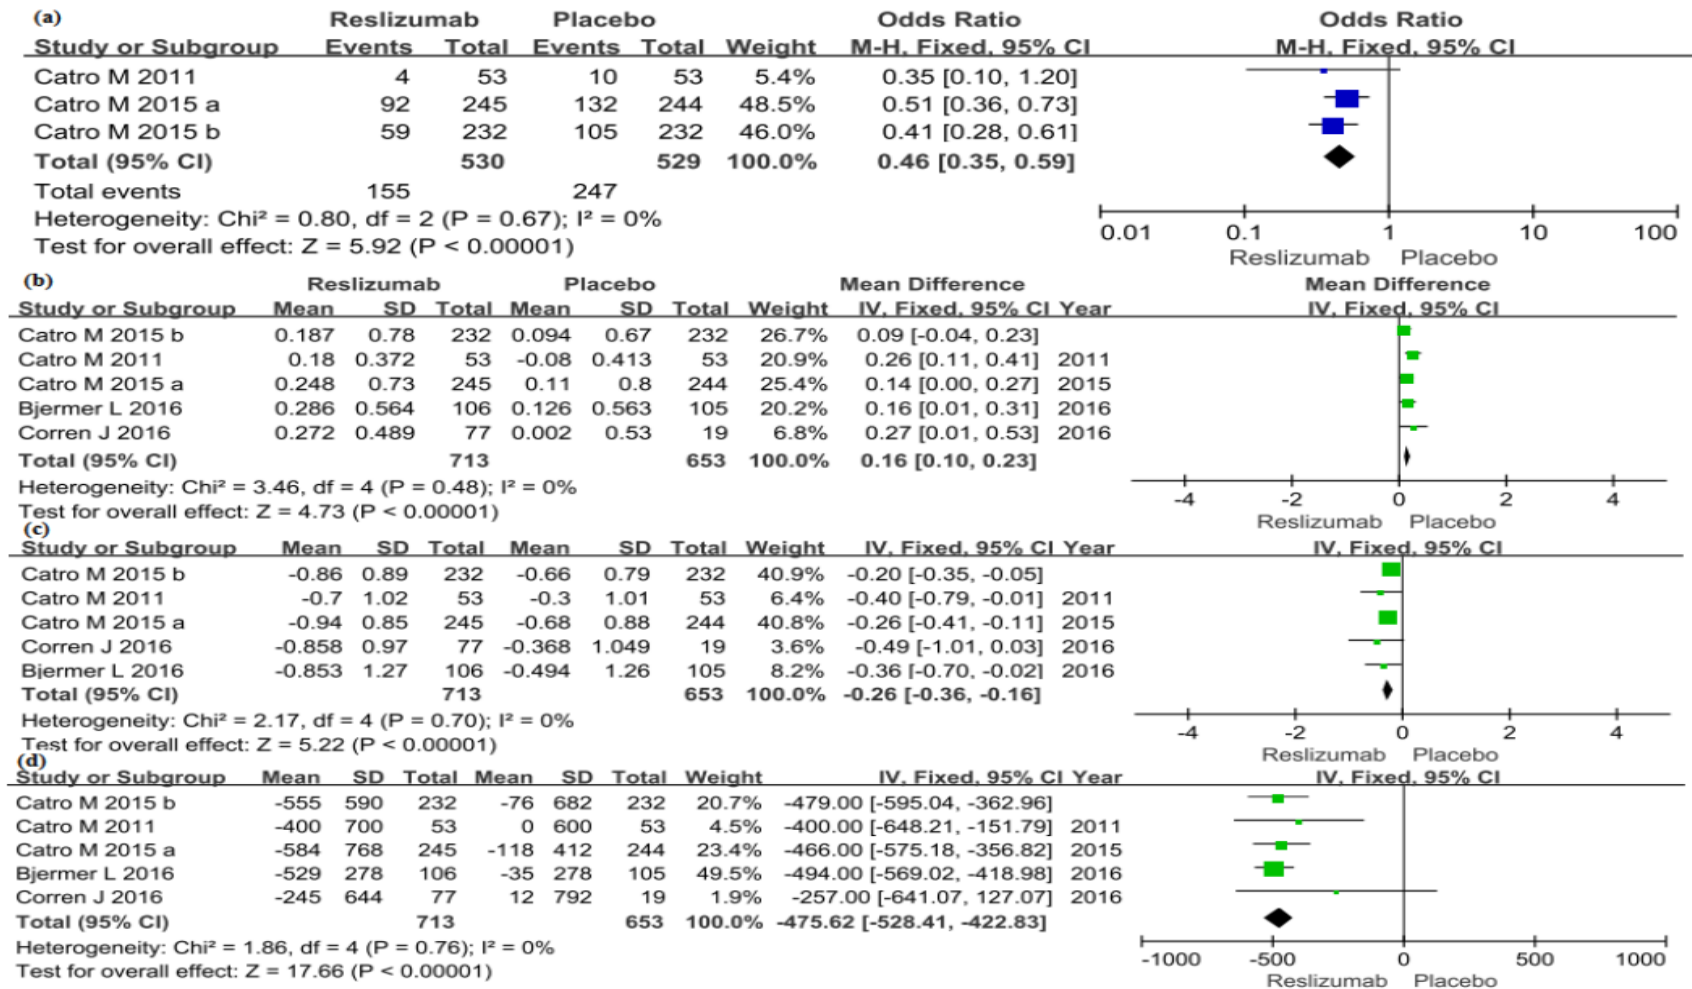 (a) Reslizumab Placebo Odds Ratio Odds Ratio
Study or Subgroup Events Total Events Total Weight M-H, Fixed, 95% CI M-H, Fixed, 95% CI
Catro M 2011 4 53 10 53 5.4% 0.35 [0.10, 1.20]
Catro M 2015 a 92 245 132 244 48.5% 0.51 [0.36, 0.73]
Catro M 2015 b 59 232 105 232 46.0% 0.41 [0.28, 0.61]
Total (95% CI) 530 529 100.0% 0.46 [0.35, 0.59]
Total events 155 247
Heterogeneity: Chi² = 0.80, df = 2 (P = 0.67); I² = 0%
Test for overall effect: Z = 5.92 (P < 0.00001)
0.01 0.1 1 10 100
Reslizumab Placebo
(b) Reslizumab Placebo Mean Difference Mean Difference
Study or Subgroup Mean SD Total Mean SD Total Weight IV, Fixed, 95% CI Year IV, Fixed, 95% CI
Catro M 2015 b 0.187 0.78 232 0.094 0.67 232 26.7% 0.09 [-0.04, 0.23]
Catro M 2011 0.18 0.372 53 -0.08 0.413 53 20.9% 0.26 [0.11, 0.41] 2011
Catro M 2015 a 0.248 0.73 245 0.11 0.8 244 25.4% 0.14 [0.00, 0.27] 2015
Bjermer L 2016 0.286 0.564 106 0.126 0.563 105 20.2% 0.16 [0.01, 0.31] 2016
Corren J 2016 0.272 0.489 77 0.002 0.53 19 6.8% 0.27 [0.01, 0.53] 2016
Total (95% CI) 713 653 100.0% 0.16 [0.10, 0.23]
Heterogeneity: Chi² = 3.46, df = 4 (P = 0.48); I² = 0%
Test for overall effect: Z = 4.73 (P < 0.00001)
-4 -2 0 2 4
Reslizumab Placebo
(c)
Study or Subgroup Mean SD Total Mean SD Total Weight IV, Fixed, 95% CI Year IV, Fixed, 95% CI
Catro M 2015 b -0.86 0.89 232 -0.66 0.79 232 40.9% -0.20 [-0.35, -0.05]
Catro M 2011 -0.7 1.02 53 -0.3 1.01 53 6.4% -0.40 [-0.79, -0.01] 2011
Catro M 2015 a -0.94 0.85 245 -0.68 0.88 244 40.8% -0.26 [-0.41, -0.11] 2015
Corren J 2016 -0.858 0.97 77 -0.368 1.049 19 3.6% -0.49 [-1.01, 0.03] 2016
Bjermer L 2016 -0.853 1.27 106 -0.494 1.26 105 8.2% -0.36 [-0.70, -0.02] 2016
Total (95% CI) 713 653 100.0% -0.26 [-0.36, -0.16]
Heterogeneity: Chi² = 2.17, df = 4 (P = 0.70); I² = 0%
Test for overall effect: Z = 5.22 (P < 0.00001)
-4 -2 0 2 4
Reslizumab Placebo
(d)
Study or Subgroup Mean SD Total Mean SD Total Weight IV, Fixed, 95% CI Year IV, Fixed, 95% CI
Catro M 2015 b -555 590 232 -76 682 232 20.7% -479.00 [-595.04, -362.96]
Catro M 2011 -400 700 53 0 600 53 4.5% -400.00 [-648.21, -151.79] 2011
Catro M 2015 a -584 768 245 -118 412 244 23.4% -466.00 [-575.18, -356.82] 2015
Bjermer L 2016 -529 278 106 -35 278 105 49.5% -494.00 [-569.02, -418.98] 2016
Corren J 2016 -245 644 77 12 792 19 1.9% -257.00 [-641.07, 127.07] 2016
Total (95% CI) 713 653 100.0% -475.62 [-528.41, -422.83]
Heterogeneity: Chi² = 1.86, df = 4 (P = 0.76); I² = 0%
Test for overall effect: Z = 17.66 (P < 0.00001)
-1000 -500 0 500 1000
Reslizumab Placebo